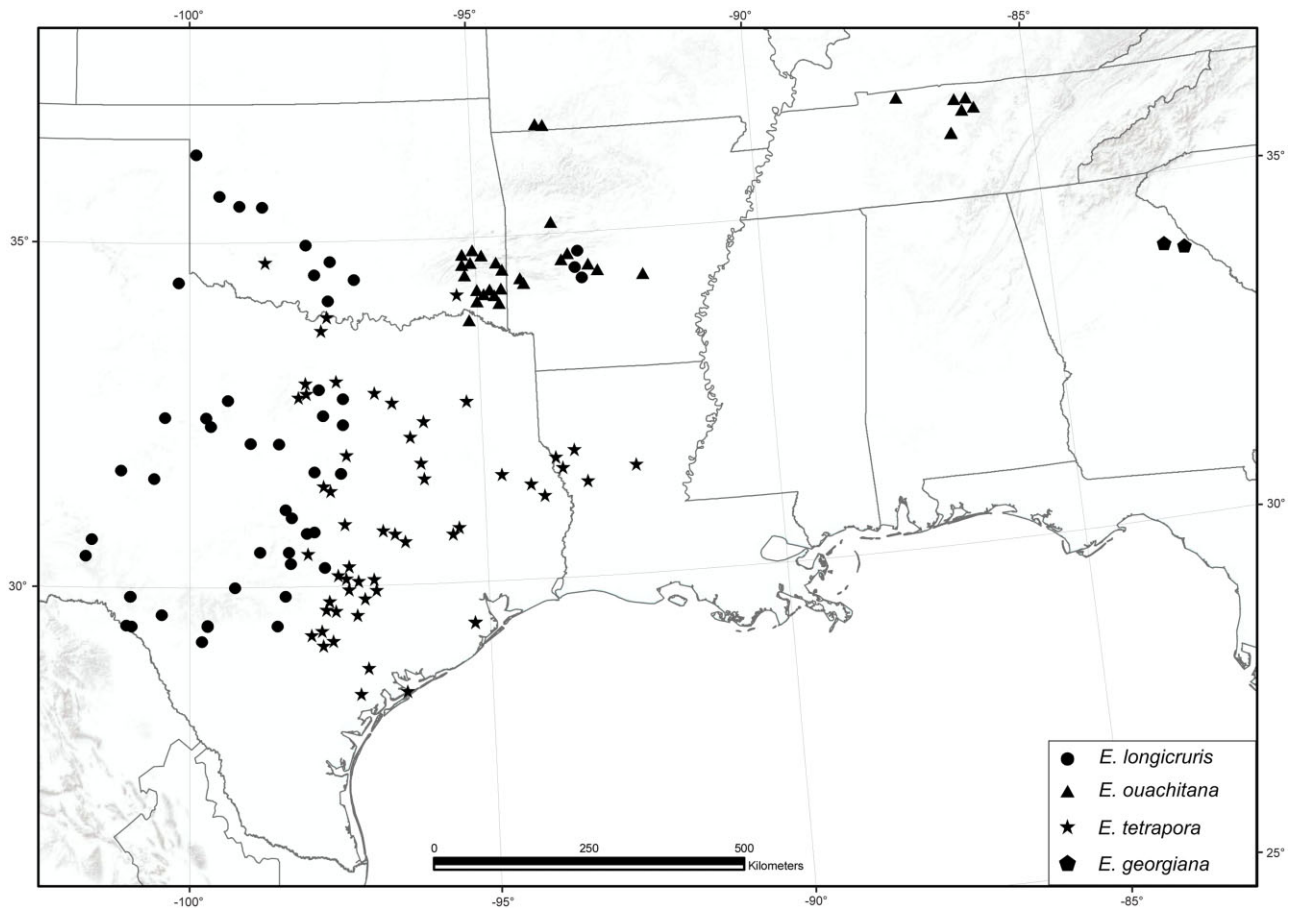 -100° -95° -90° -85°
35° 35°
30° 30°
25°
E. longicruris
E. ouachitana
E. tetrapora
E. georgiana
0 250 500
Kilometers
-100° -95° -90° -85°